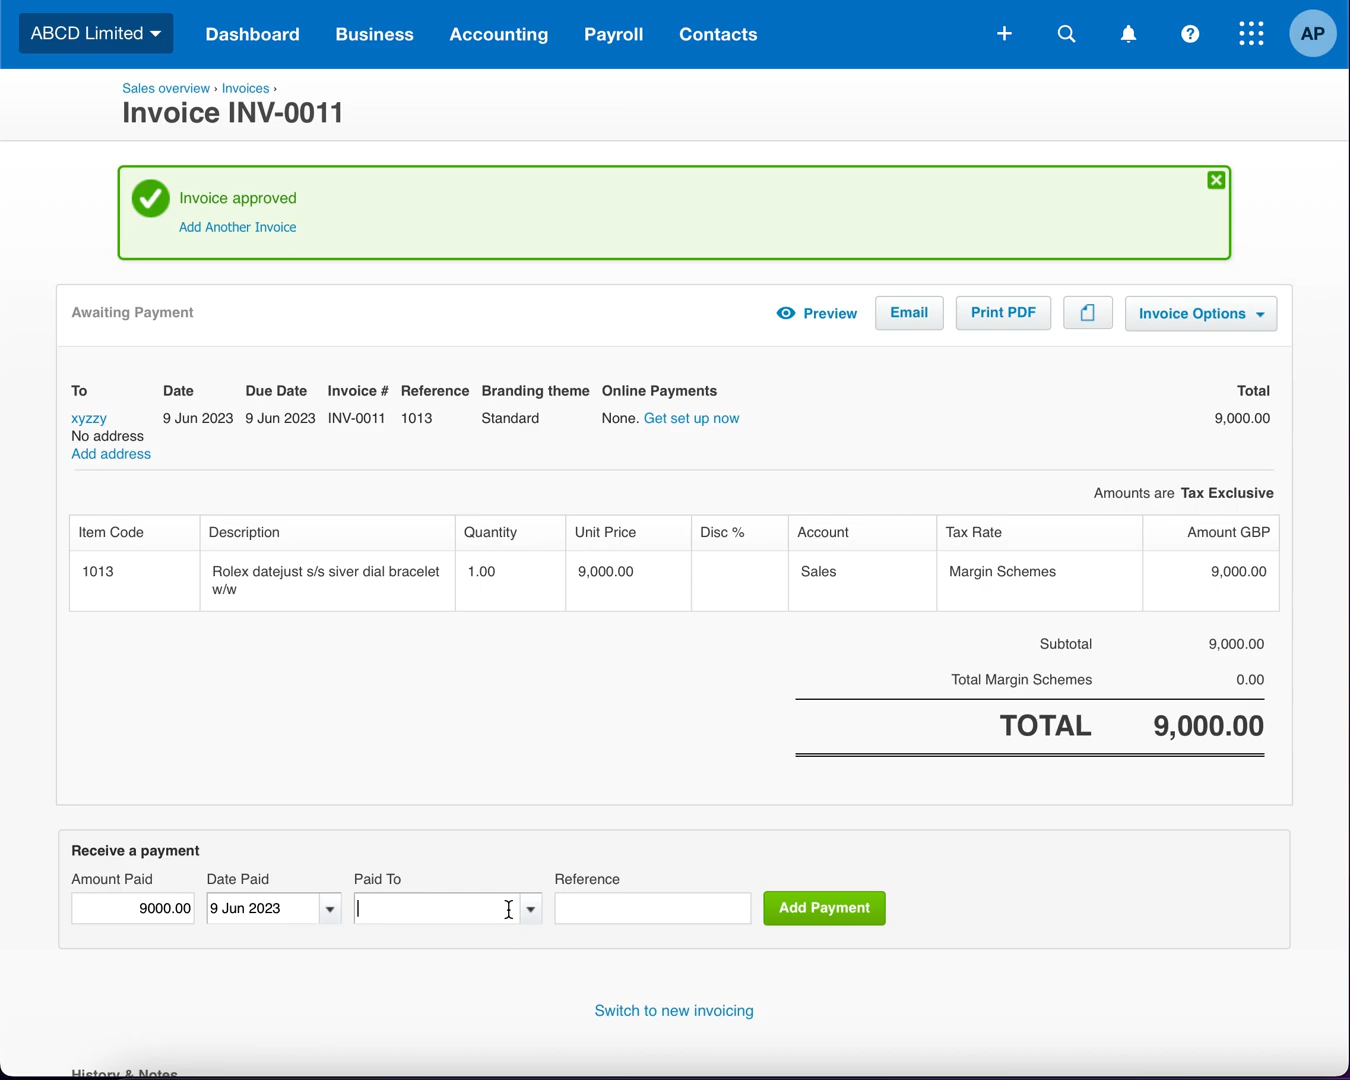 ABCD Limited
Dashboard
Business
Accounting
Payroll
Contacts
AP
Sales overview › Invoices ›
Invoice INV-0011
Invoice approved
Add Another Invoice
Awaiting Payment
Preview
Email
Print PDF
Invoice Options
To Date Due Date Invoice # Reference Branding theme Online Payments Total
xyzzy 9 Jun 2023 9 Jun 2023 INV-0011 1013 Standard None. Get set up now 9,000.00
No address
Add address
Amounts are Tax Exclusive
Item Code Description Quantity Unit Price Disc % Account Tax Rate Amount GBP
1013 Rolex datejust s/s siver dial bracelet 1.00 9,000.00 Sales Margin Schemes 9,000.00
w/w
Subtotal 9,000.00
Total Margin Schemes 0.00
TOTAL 9,000.00
Receive a payment
Amount Paid Date Paid Paid To Reference
9000.00 9 Jun 2023 Add Payment
Switch to new invoicing
History & Notes